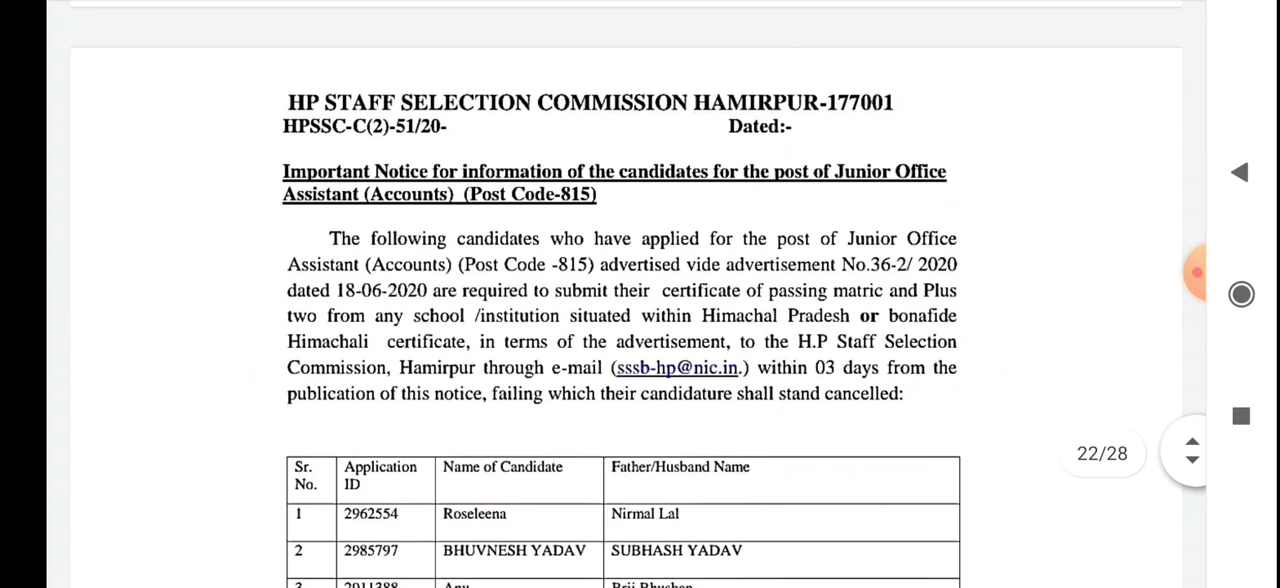 HP STAFF SELECTION COMMISSION HAMIRPUR-177001
HPSSC-C(2)-51/20- Dated:-
Important Notice for information of the candidates for the post of Junior Office
Assistant (Accounts) (Post Code-815)
The following candidates who have applied for the post of Junior Office
Assistant (Accounts) (Post Code -815) advertised vide advertisement No.36-2/ 2020
dated 18-06-2020 are required to submit their certificate of passing matric and Plus
two from any school /institution situated within Himachal Pradesh or bonafide
Himachali certificate, in terms of the advertisement, to the H.P Staff Selection
Commission, Hamirpur through e-mail (sssb-hp@nic.in.) within 03 days from the
publication of this notice, failing which their candidature shall stand cancelled:
22/28
Sr. No. Application ID Name of Candidate Father/Husband Name
1 2962554 Roseleena Nirmal Lal
2 2985797 BHUVNESH YADAV SUBHASH YADAV
3 2911388 Anu Brij Bhushan